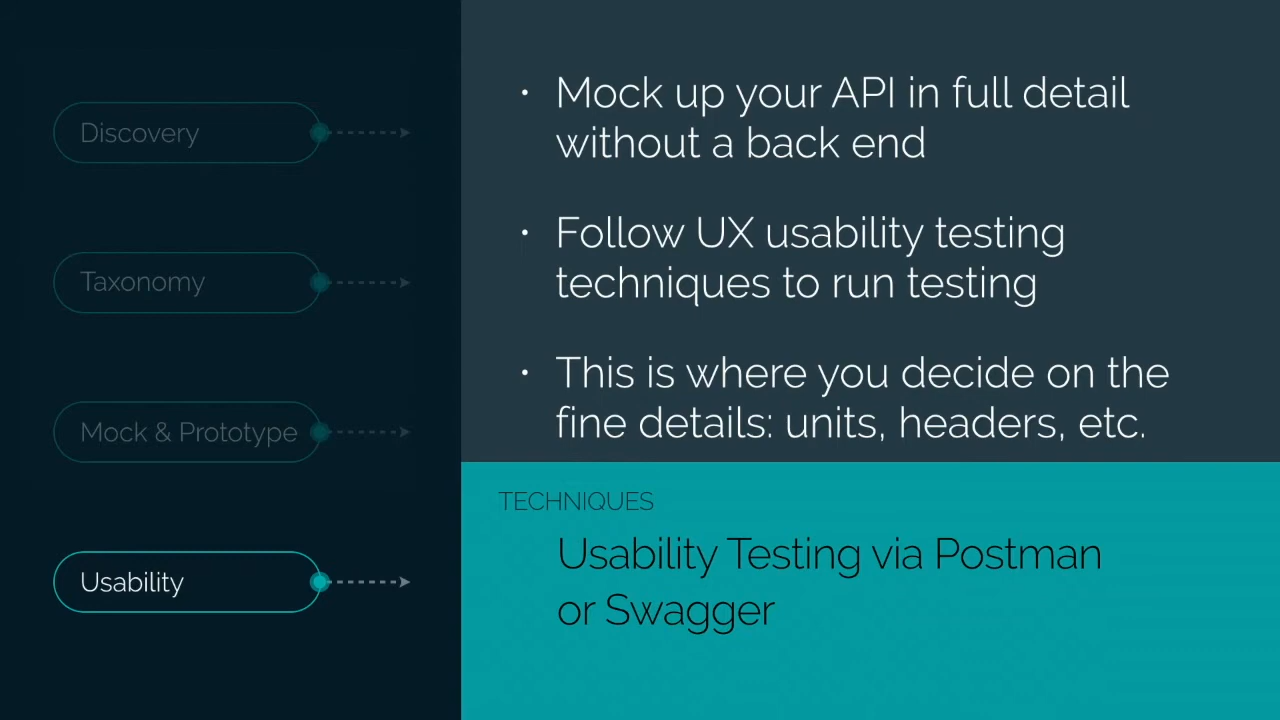 Discovery
Taxonomy
Mock & Prototype
Usability
• Mock up your API in full detail
without a back end
• Follow UX usability testing
techniques to run testing
• This is where you decide on the
fine details: units, headers, etc.
TECHNIQUES
Usability Testing via Postman
or Swagger